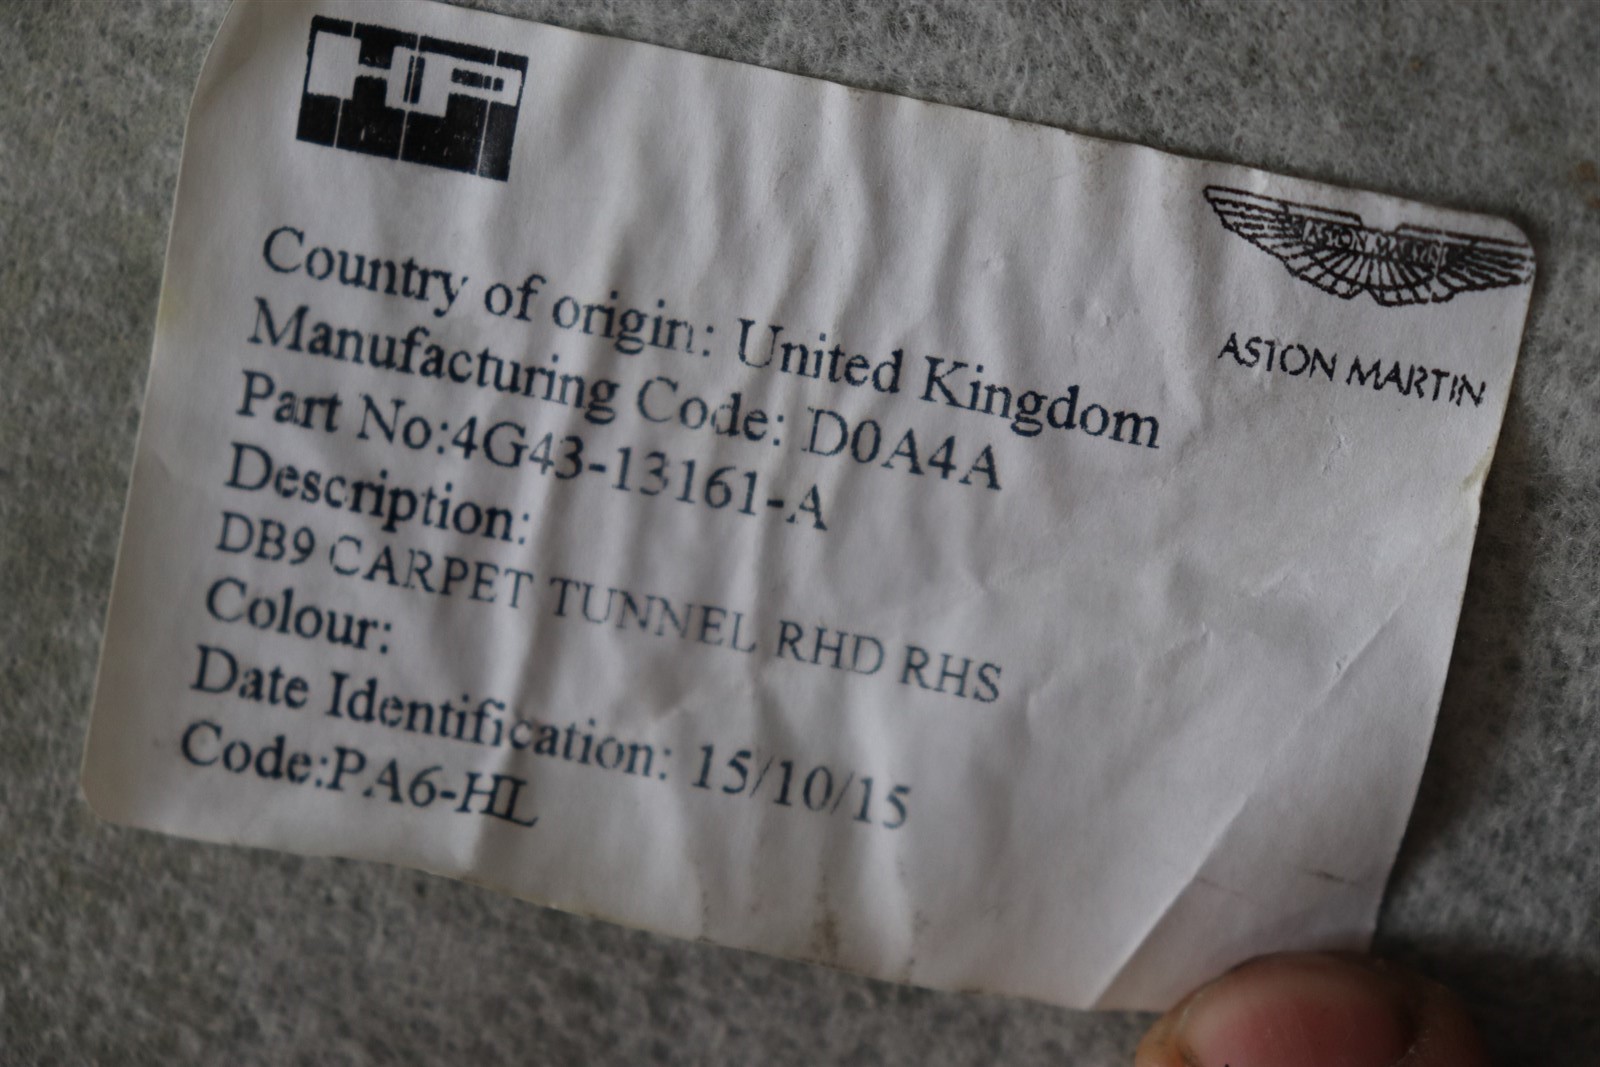 HP
ASTON MARTIN
ASTON MARTIN
Country of origin: United Kingdom
Manufacturing Code: D0A4A
Part No:4G43-13161-A
Description:
DB9 CARPET TUNNEL RHD RHS
Colour:
Date Identification: 15/10/15
Code:PA6-HL